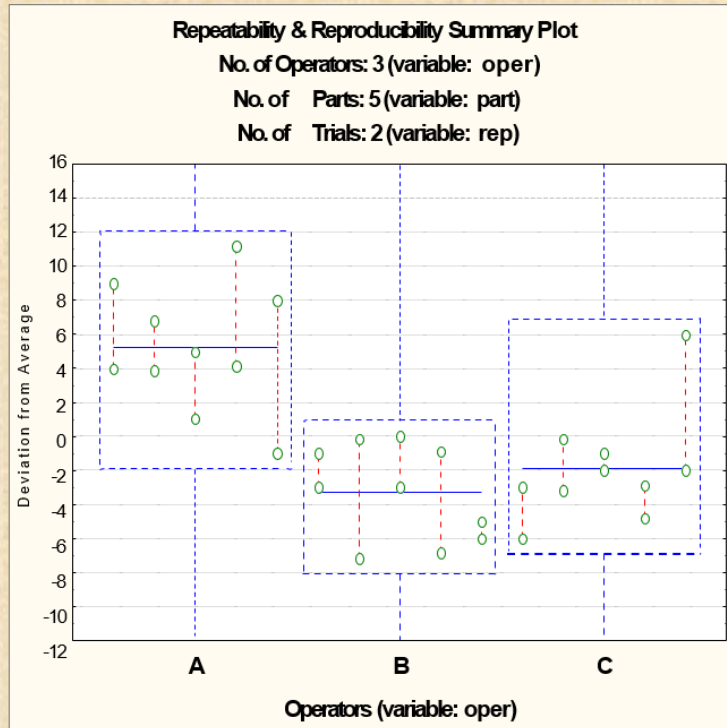 Repeatability & Reproducibility Summary Plot
No. of Operators: 3 (variable: oper)
No. of Parts: 5 (variable: part)
No. of Trials: 2 (variable: rep)
16
14
12
10
8
6
4
2
0
-2
-4
-6
-8
-10
-12
Deviation from Average
A B C
Operators (variable: oper)